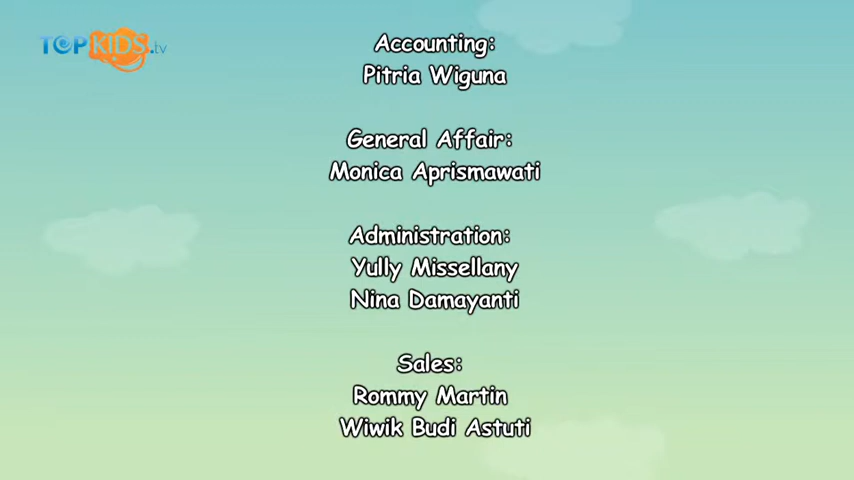 TOPKIDS.tv
Accounting:
Pitria Wiguna
General Affair:
Monica Aprismawati
Administration:
Yully Missellany
Nina Damayanti
Sales:
Rommy Martin
Wiwik Budi Astuti